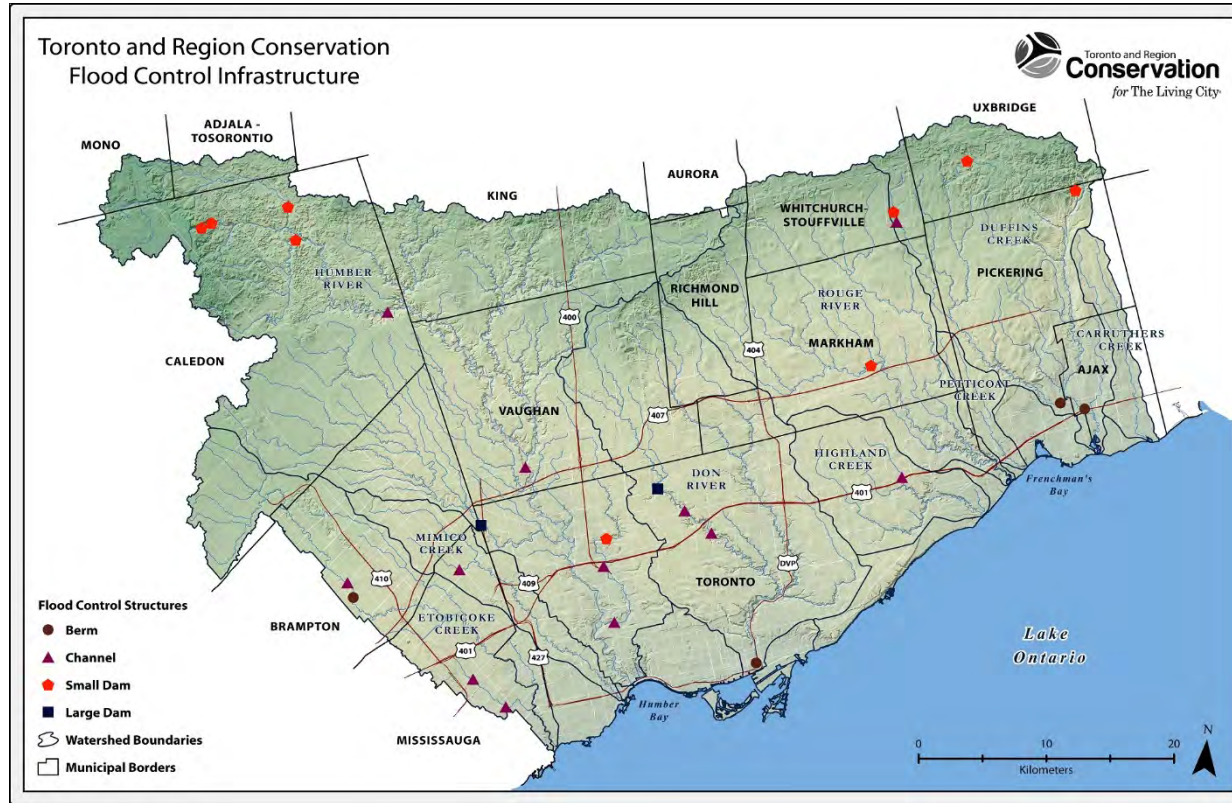 Toronto and Region Conservation
Flood Control Infrastructure
Toronto and Region
Conservation
for The Living City
UXBRIDGE
ADJALA -
TOSORONTIO
MONO
AURORA
KING
WHITCHURCH-
STOUFFVILLE
DUFFINS
CREEK
PICKERING
HUMBER
RIVER
RICHMOND
HILL
ROUGE
RIVER
400
404
MARKHAM
CARRUTHERS
CREEK
AJAX
CALEDON
PETTICOAT
CREEK
VAUGHAN
407
HIGHLAND
CREEK
DON
RIVER
401
Frenchman's
Bay
MIMICO
CREEK
410
409
DVP
TORONTO
Flood Control Structures
Berm
Channel
Small Dam
Large Dam
Watershed Boundaries
Municipal Borders
BRAMPTON
ETOBICOKE
CREEK
401
427
Lake
Ontario
Humber
Bay
MISSISSAUGA
0 10 20
Kilometers
N